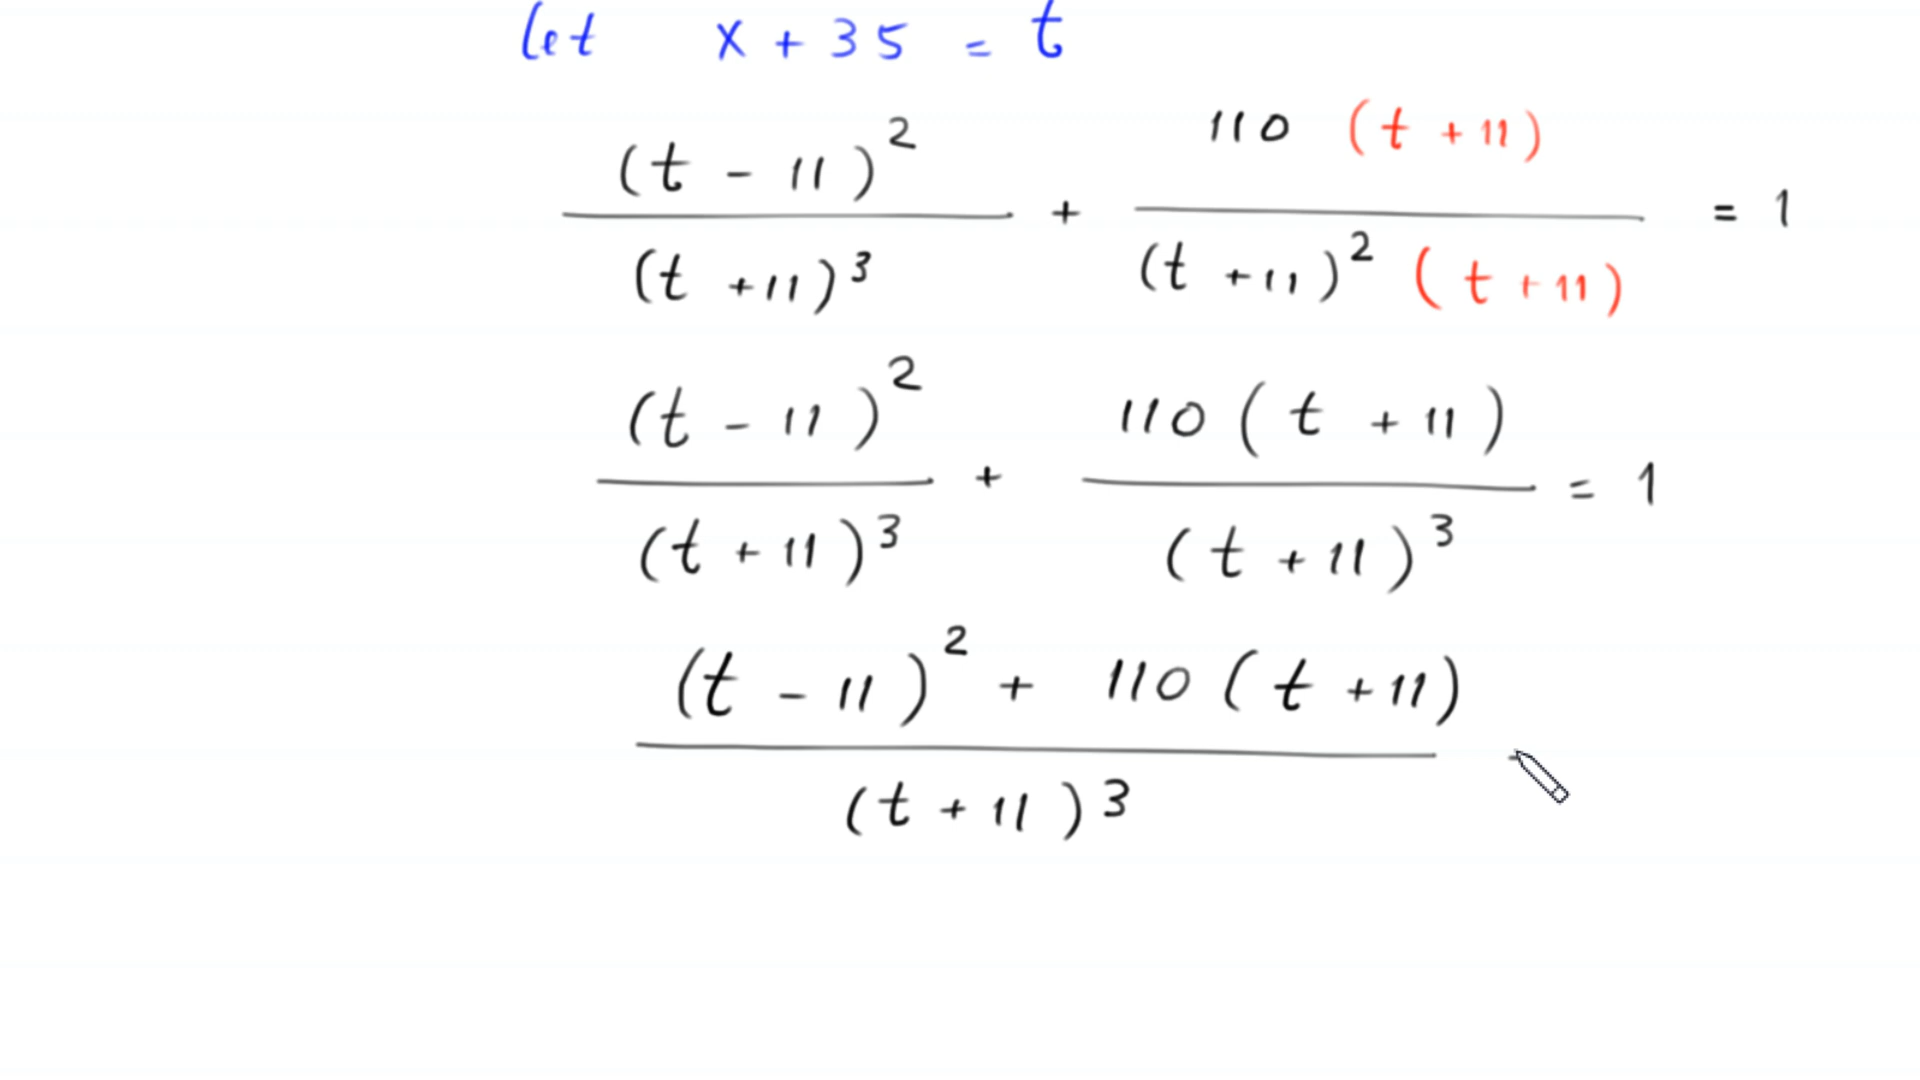 let x + 35 = t
(t - 11)² / (t + 11)³ + 110 (t + 11) / (t + 11)² (t + 11) = 1
(t - 11)² / (t + 11)³ + 110 (t + 11) / (t + 11)³ = 1
(t - 11)² + 110 (t + 11) / (t + 11)³ -